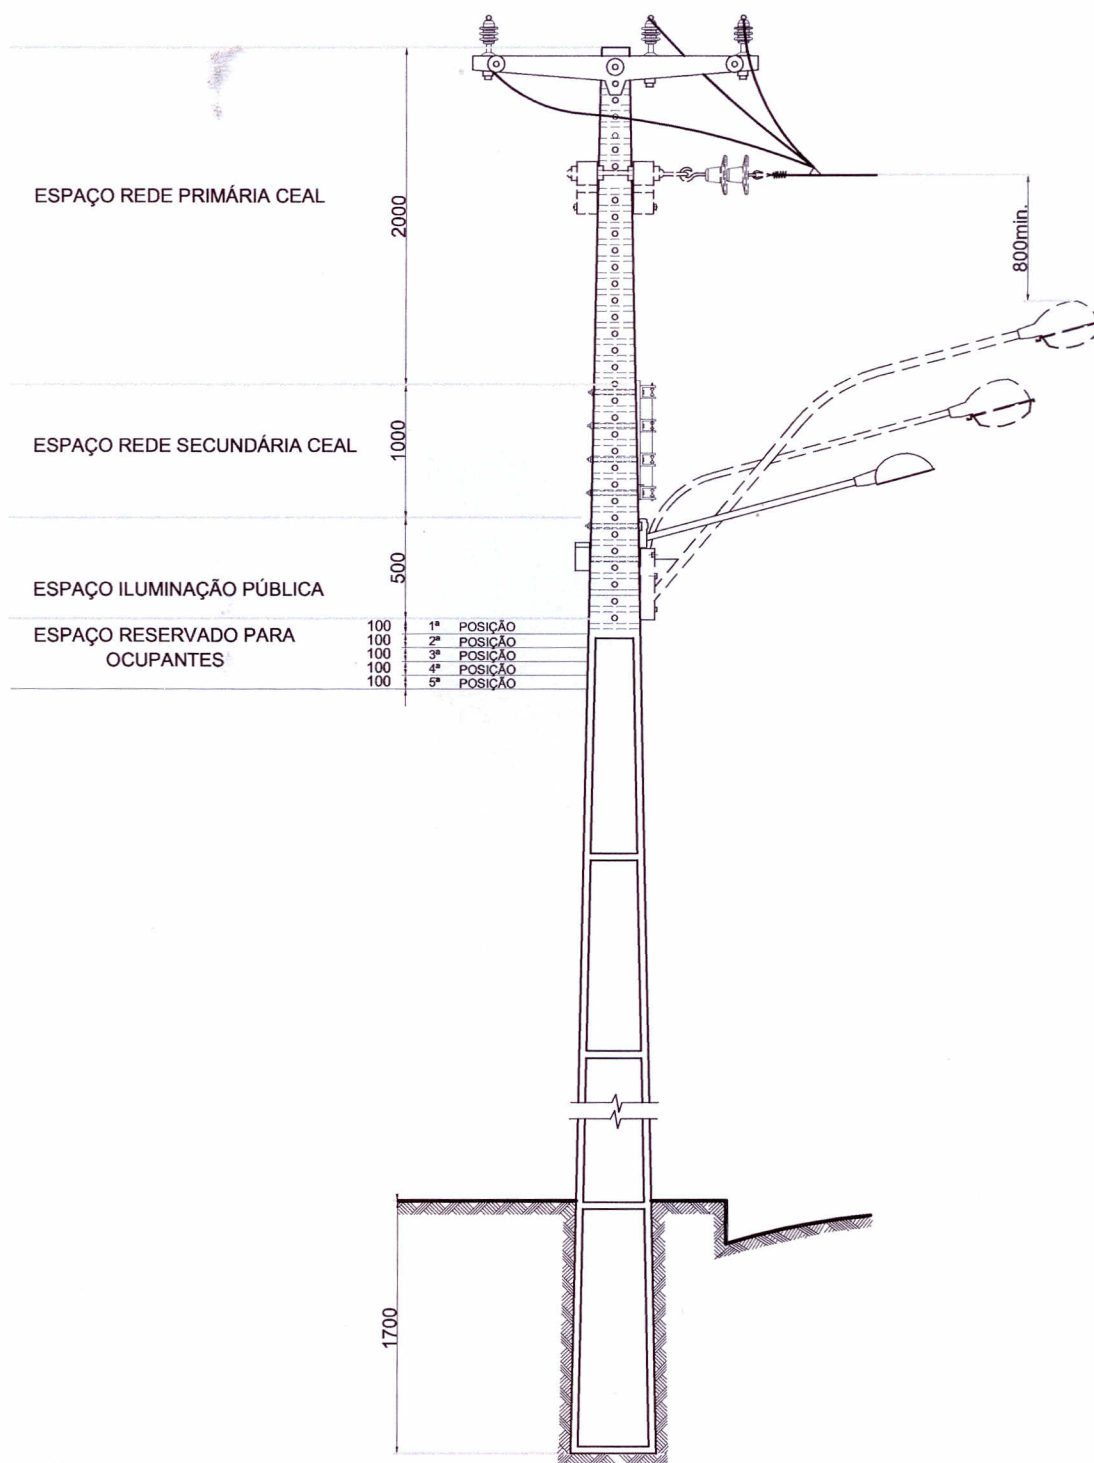 ESPAÇO REDE PRIMÁRIA CEAL
2000
800min.
ESPAÇO REDE SECUNDÁRIA CEAL
1000
ESPAÇO ILUMINAÇÃO PÚBLICA
500
ESPAÇO RESERVADO PARA
OCUPANTES
100 1ª POSIÇÃO
100 2ª POSIÇÃO
100 3ª POSIÇÃO
100 4ª POSIÇÃO
100 5ª POSIÇÃO
1700